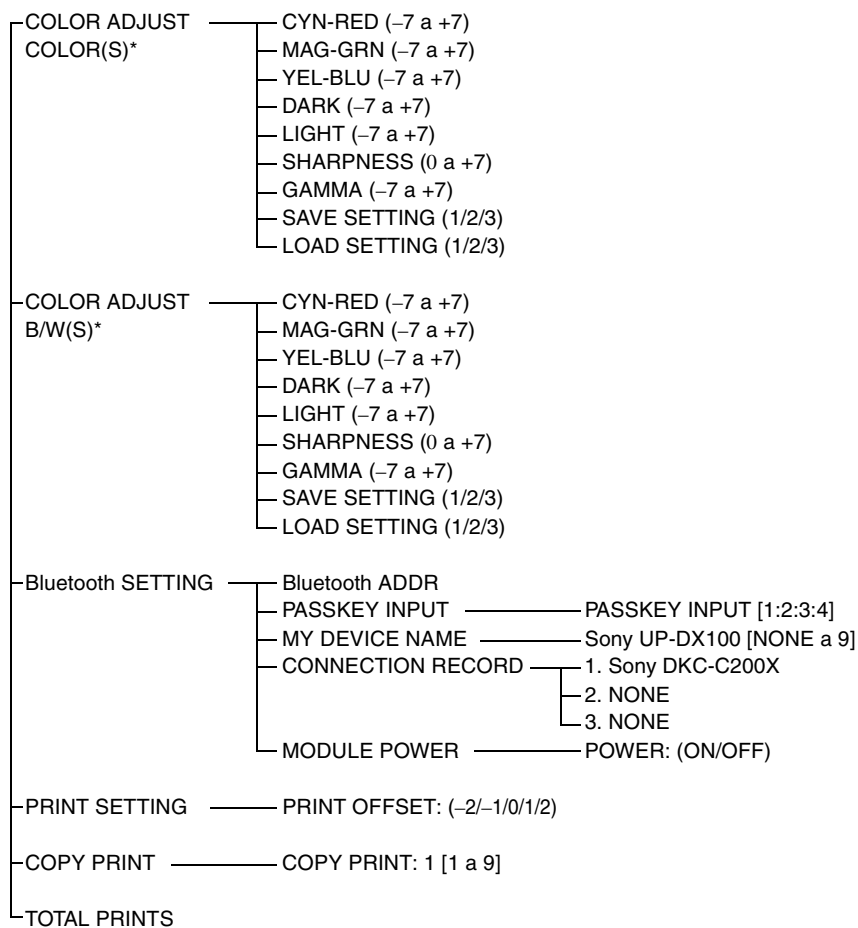 COLOR ADJUST CYN-RED (–7 a +7)
COLOR(S)* MAG-GRN (–7 a +7)
YEL-BLU (–7 a +7)
DARK (–7 a +7)
LIGHT (–7 a +7)
SHARPNESS (0 a +7)
GAMMA (–7 a +7)
SAVE SETTING (1/2/3)
LOAD SETTING (1/2/3)
COLOR ADJUST CYN-RED (–7 a +7)
B/W(S)* MAG-GRN (–7 a +7)
YEL-BLU (–7 a +7)
DARK (–7 a +7)
LIGHT (–7 a +7)
SHARPNESS (0 a +7)
GAMMA (–7 a +7)
SAVE SETTING (1/2/3)
LOAD SETTING (1/2/3)
Bluetooth SETTING Bluetooth ADDR
PASSKEY INPUT PASSKEY INPUT [1:2:3:4]
MY DEVICE NAME Sony UP-DX100 [NONE a 9]
CONNECTION RECORD 1. Sony DKC-C200X
2. NONE
3. NONE
MODULE POWER POWER: (ON/OFF)
PRINT SETTING PRINT OFFSET: (–2/–1/0/1/2)
COPY PRINT COPY PRINT: 1 [1 a 9]
TOTAL PRINTS